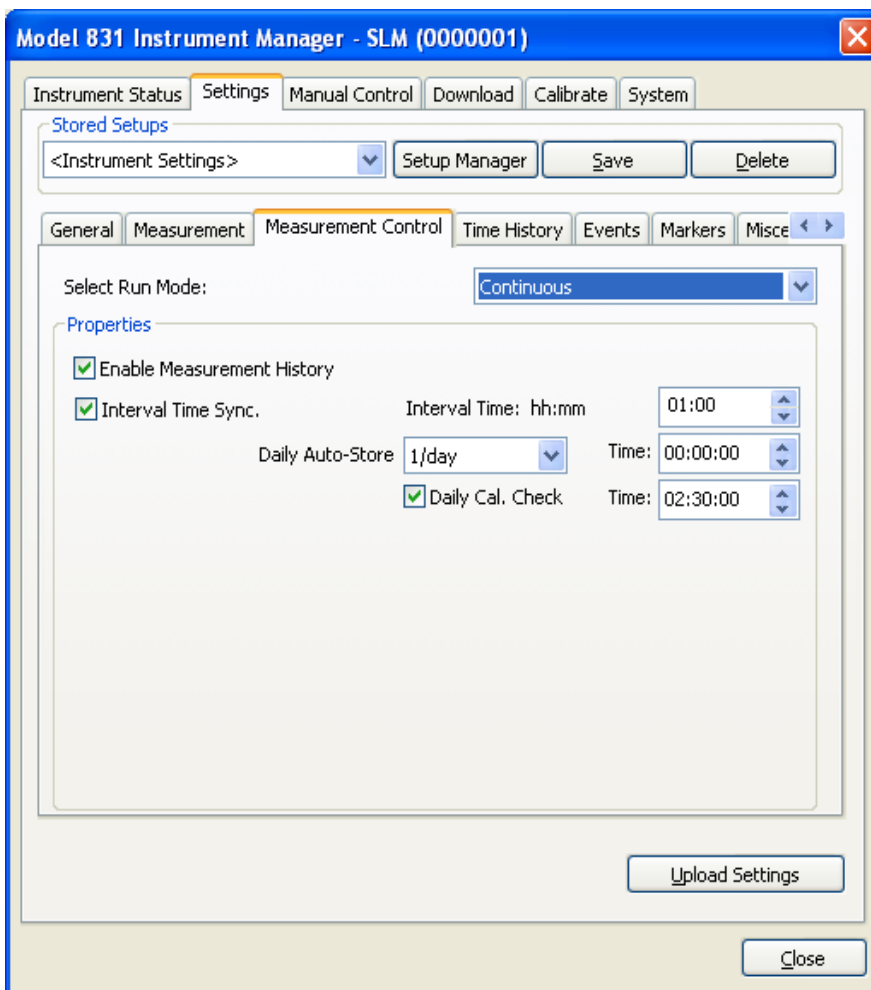 Model 831 Instrument Manager - SLM (0000001)
Instrument Status Settings Manual Control Download Calibrate System
Stored Setups
<Instrument Settings> Setup Manager Save Delete
General Measurement Measurement Control Time History Events Markers Misce
Select Run Mode: Continuous
Properties
Enable Measurement History
Interval Time Sync. Interval Time: hh:mm 01:00
Daily Auto-Store 1/day Time: 00:00:00
Daily Cal. Check Time: 02:30:00
Upload Settings
Close